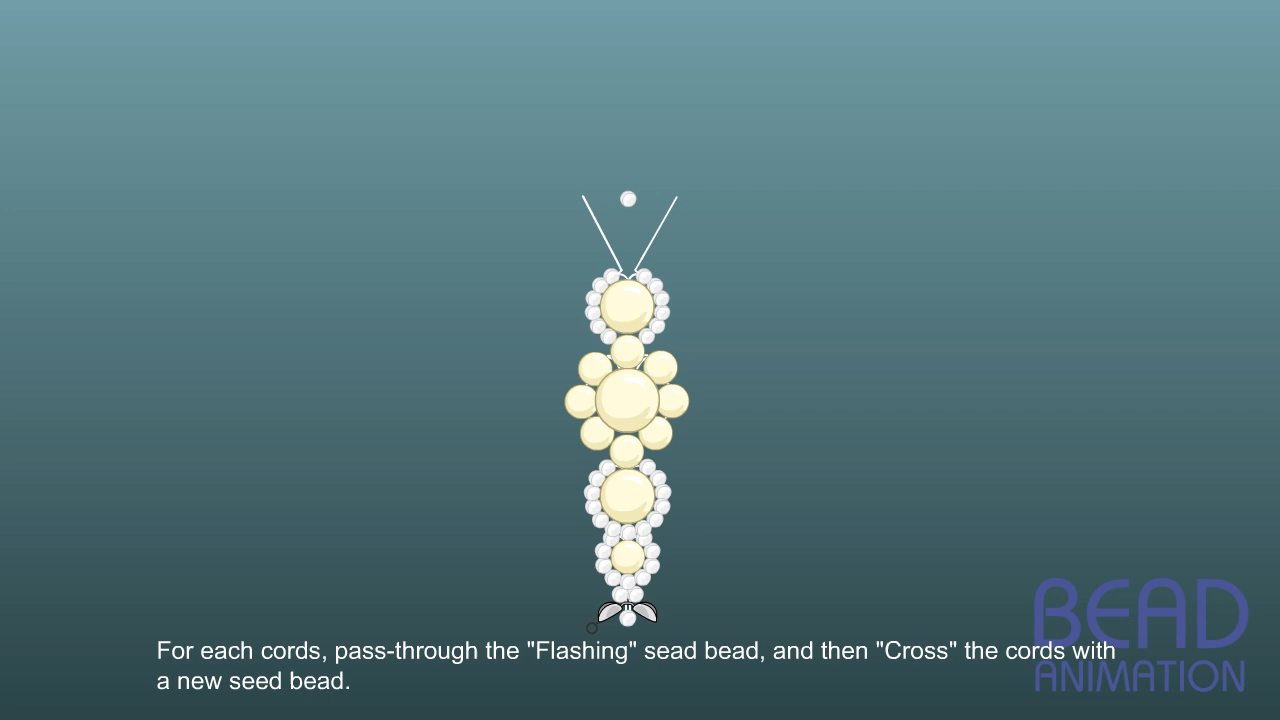 For each cords, pass-through the "Flashing" sead bead, and then "Cross" the cords with
a new seed bead.
BEAD
ANIMATION